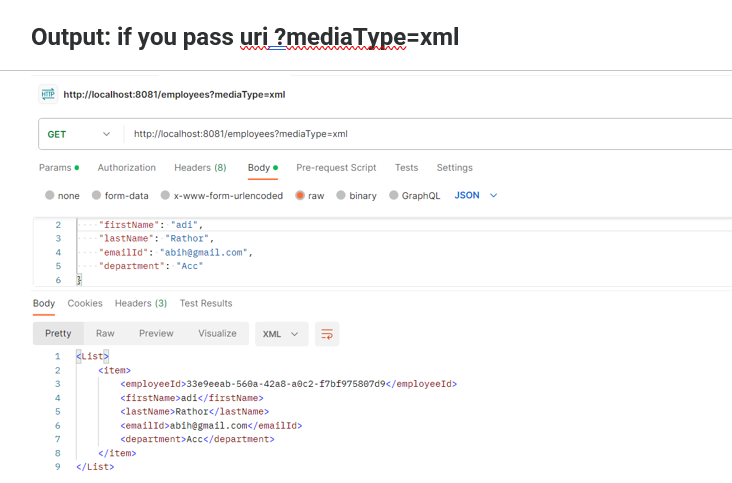 Output: if you pass uri ?mediaType=xml
HTTP http://localhost:8081/employees?mediaType=xml
GET http://localhost:8081/employees?mediaType=xml
Params Authorization Headers (8) Body Pre-request Script Tests Settings
none form-data x-www-form-urlencoded raw binary GraphQL JSON
2 "firstName": "adi",
3 "lastName": "Rathor",
4 "emailId": "abih@gmail.com",
5 "department": "Acc"
6 }
Body Cookies Headers (3) Test Results
Pretty Raw Preview Visualize XML
1 <List>
2 <item>
3 <employeeId>33e9eeab-560a-42a8-a0c2-f7bf975807d9</employeeId>
4 <firstName>adi</firstName>
5 <lastName>Rathor</lastName>
6 <emailId>abih@gmail.com</emailId>
7 <department>Acc</department>
8 </item>
9 </List>